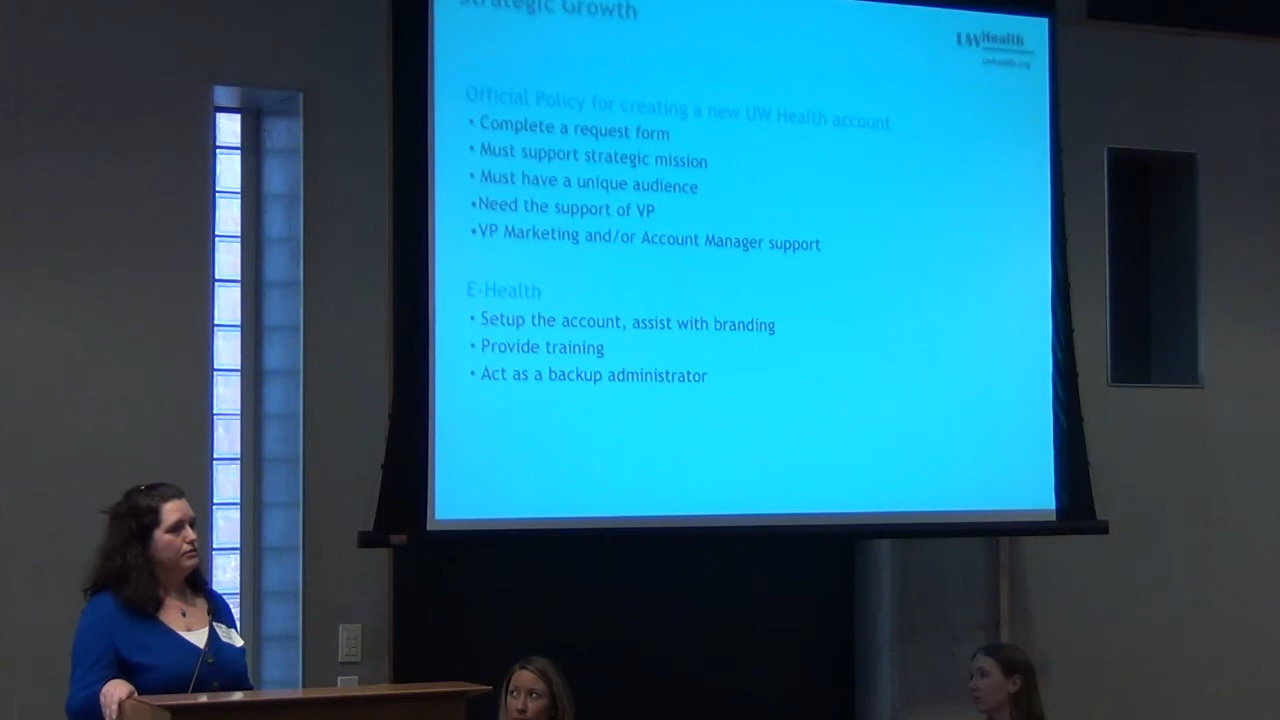 Strategic Growth
UWHealth
uwhealth.org
Official Policy for creating a new UW Health account
• Complete a request form
• Must support strategic mission
• Must have a unique audience
•Need the support of VP
•VP Marketing and/or Account Manager support
E-Health
• Setup the account, assist with branding
• Provide training
• Act as a backup administrator